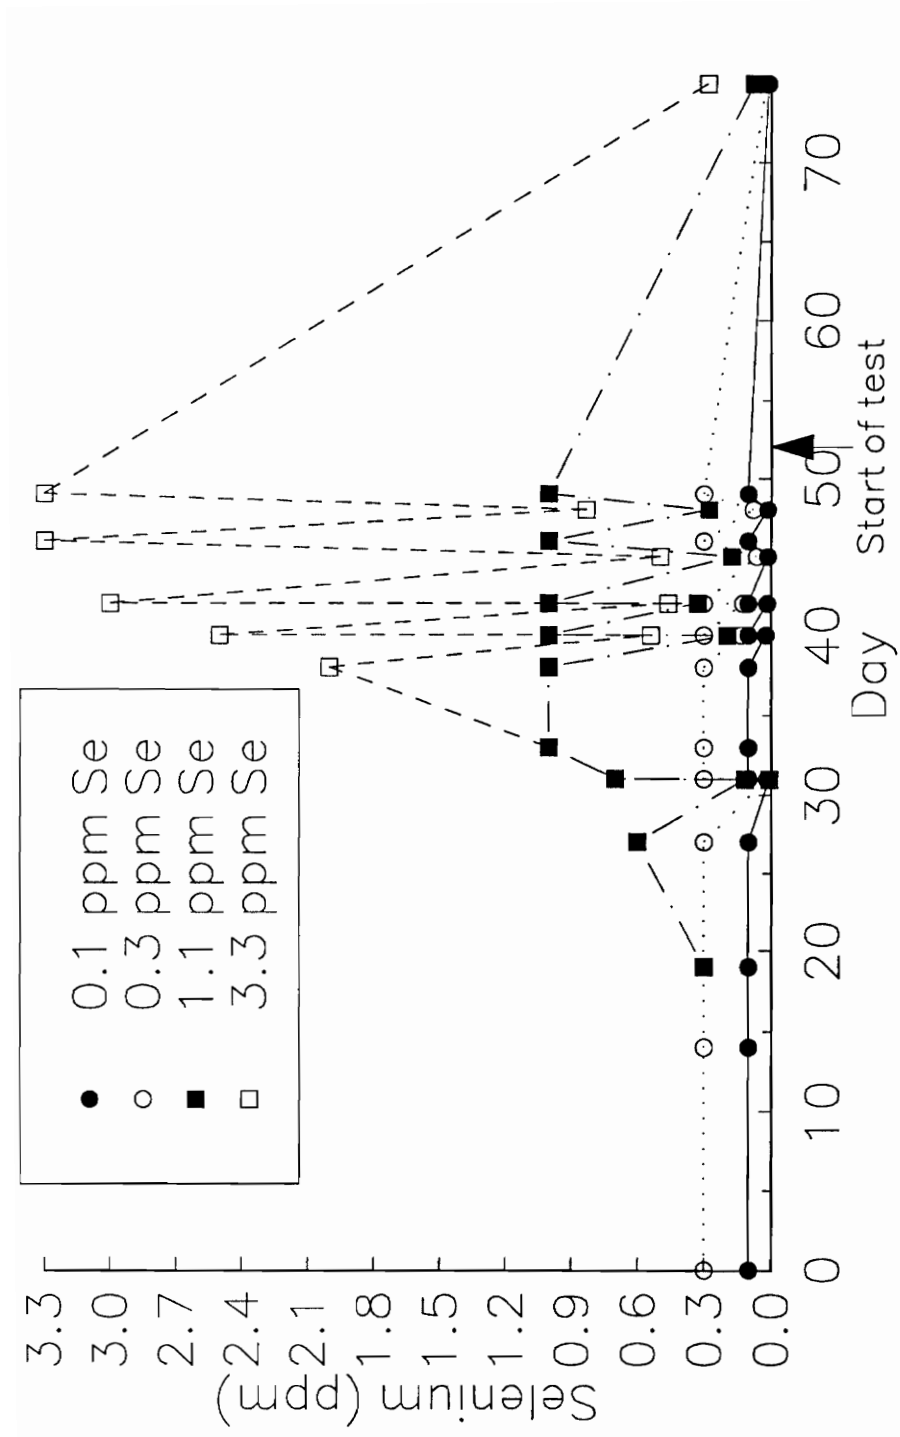 Selenium (ppm)
3.3
3.0
2.7
2.4
2.1
1.8
1.5
1.2
0.9
0.6
0.3
0.0
0.1 ppm Se
0.3 ppm Se
1.1 ppm Se
3.3 ppm Se
0 10 20 30 40 50 60 70
Day
Start of test